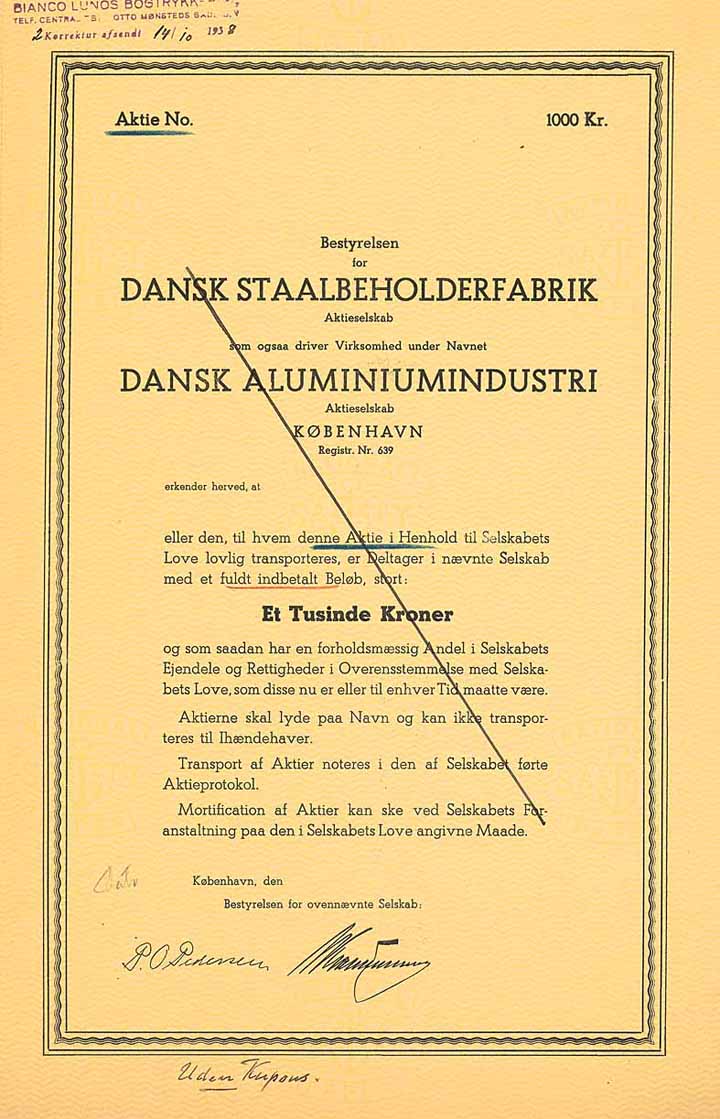 BIANCO LUNOS BOGTRYKK
TELF. CENTRA OTTO MØNSTEDS
2 Korrektur afsendt 14/10 1938
Aktie No. 1000 Kr.
Bestyrelsen
for
DANSK STAALBEHOLDERFABRIK
Aktieselskab
som ogsaa driver Virksomhed under Navnet
DANSK ALUMINIUMINDUSTRI
Aktieselskab
KØBENHAVN
Registr. Nr. 639
erkender herved, at
eller den, til hvem denne Aktie i Henhold til Selskabets
Love lovlig transporteres, er Deltager i nævnte Selskab
med et fuldt indbetalt Beløb, stort:
Et Tusinde Kroner
og som saadan har en forholdsmæssig Andel i Selskabets
Ejendele og Rettigheder i Overensstemmelse med Selska-
bets Love, som disse nu er eller til enhver Tid maatte være.
Aktierne skal lyde paa Navn og kan ikke transpor-
teres til Ihændehaver.
Transport af Aktier noteres i den af Selskabet førte
Aktieprotokol.
Mortification af Aktier kan ske ved Selskabets For-
anstaltning paa den i Selskabets Love angivne Maade.
København, den
Bestyrelsen for ovennævnte Selskab:
P. O. Pedersen
Uden Kupons.